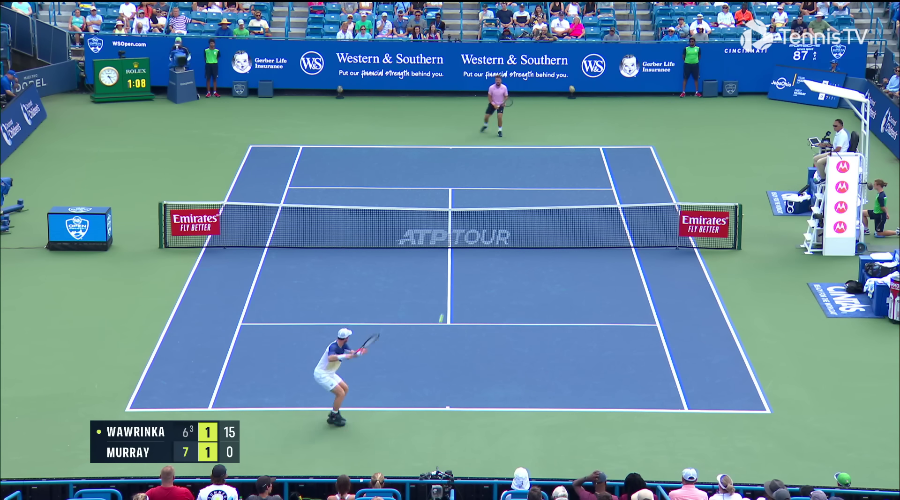 WSOPEN.COM
Gerber Life
Insurance
W&S
Western & Southern
Put our financial strength behind you.
Western & Southern
Put our financial strength behind you.
W&S
Gerber Life
Insurance
CINCINNATI
87
TENNISTV
ROLEX
1:08
Emirates
FLY BETTER
ATP TOUR
Emirates
FLY BETTER
OPEN
WAWRINKA 6 3 1 15
MURRAY 7 1 0